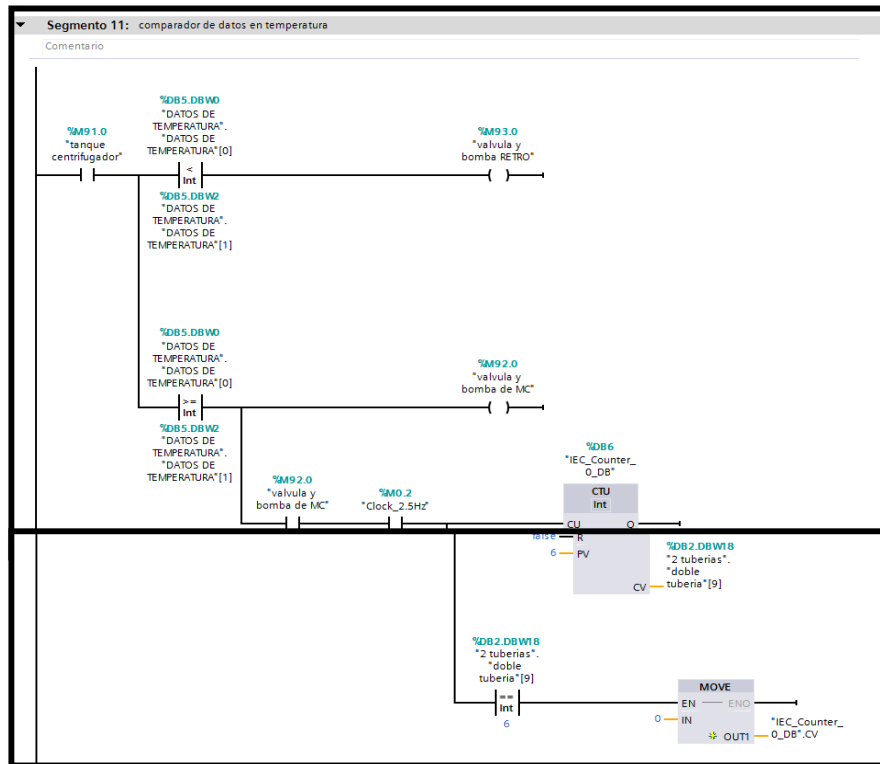 Segmento 11: comparador de datos en temperatura
Comentario
%DB5.DBW0
"DATOS DE
TEMPERATURA".
"DATOS DE
TEMPERATURA"[0]
%M91.0
"tanque
centrifugador"
%M93.0
"valvula y
bomba RETRO"
<
Int
%DB5.DBW2
"DATOS DE
TEMPERATURA".
"DATOS DE
TEMPERATURA"[1]
%DB5.DBW0
"DATOS DE
TEMPERATURA".
"DATOS DE
TEMPERATURA"[0]
%M92.0
"valvula y
bomba de MC"
>=
Int
%DB5.DBW2
"DATOS DE
TEMPERATURA".
"DATOS DE
TEMPERATURA"[1]
%M92.0
"valvula y
bomba de MC"
%M0.2
"Clock_2.5Hz"
%DB6
"IEC_Counter_
0_DB"
CTU
Int
CU Q
false R
6 PV
CV
%DB2.DBW18
"2 tuberias".
"doble
tuberia"[9]
%DB2.DBW18
"2 tuberias".
"doble
tuberia"[9]
==
Int
6
MOVE
EN ENO
0 IN
OUT1
"IEC_Counter_
0_DB".CV